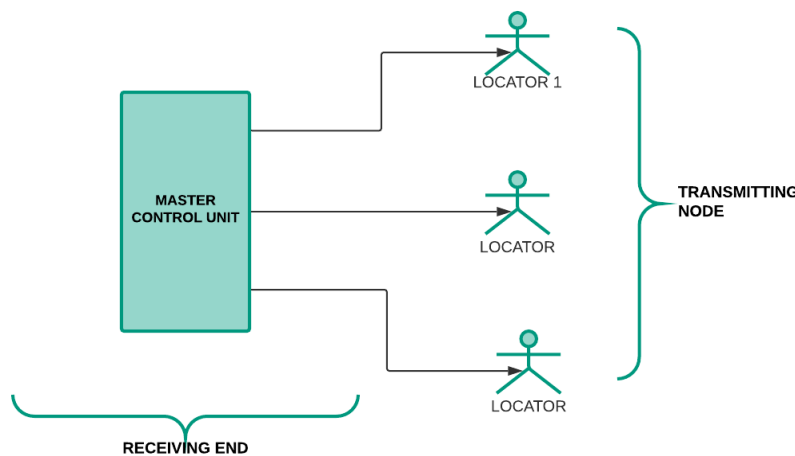 LOCATOR 1
MASTER
CONTROL UNIT
TRANSMITTING
NODE
LOCATOR
LOCATOR
RECEIVING END